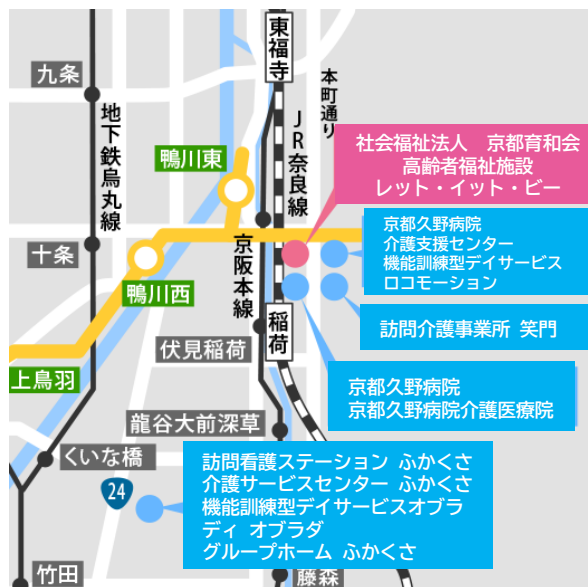 東福寺
本町通り
九条
JR奈良線
地下鉄烏丸線
鴨川東
社会福祉法人 京都育和会
高齢者福祉施設
レット・イット・ビー
京都久野病院
介護支援センター
機能訓練型デイサービス
ロコモーション
十条
京阪本線
鴨川西
稲荷
訪問介護事業所 笑門
伏見稲荷
上鳥羽
京都久野病院
京都久野病院介護医療院
龍谷大前深草
くいな橋
訪問看護ステーション ふかくさ
介護サービスセンター ふかくさ
機能訓練型デイサービスオブラ
ディ オブラダ
グループホーム ふかくさ
24
竹田
藤森